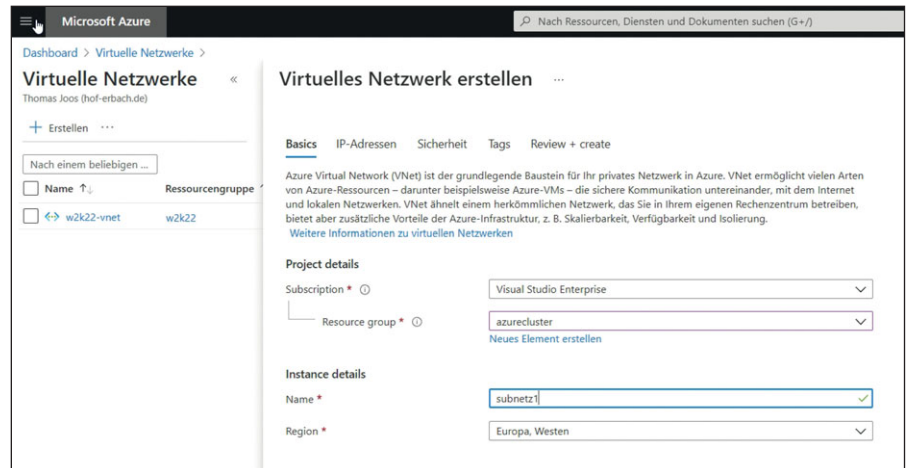 Microsoft Azure
Nach Ressourcen, Diensten und Dokumenten suchen (G+/)
Dashboard > Virtuelle Netzwerke >
Virtuelle Netzwerke «
Thomas Joos (hof-erbach.de)
+ Erstellen ...
Nach einem beliebigen ...
Name ↑↓ Ressourcengruppe ↑
w2k22-vnet w2k22
Virtuelles Netzwerk erstellen ...
Basics IP-Adressen Sicherheit Tags Review + create
Azure Virtual Network (VNet) ist der grundlegende Baustein für Ihr privates Netzwerk in Azure. VNet ermöglicht vielen Arten
von Azure-Ressourcen – darunter beispielsweise Azure-VMs – die sichere Kommunikation untereinander, mit dem Internet
und lokalen Netzwerken. VNet ähnelt einem herkömmlichen Netzwerk, das Sie in Ihrem eigenen Rechenzentrum betreiben,
bietet aber zusätzliche Vorteile der Azure-Infrastruktur, z. B. Skalierbarkeit, Verfügbarkeit und Isolierung.
Weitere Informationen zu virtuellen Netzwerken
Project details
Subscription * Visual Studio Enterprise
Resource group * azurecluster
Neues Element erstellen
Instance details
Name * subnetz1
Region * Europa, Westen